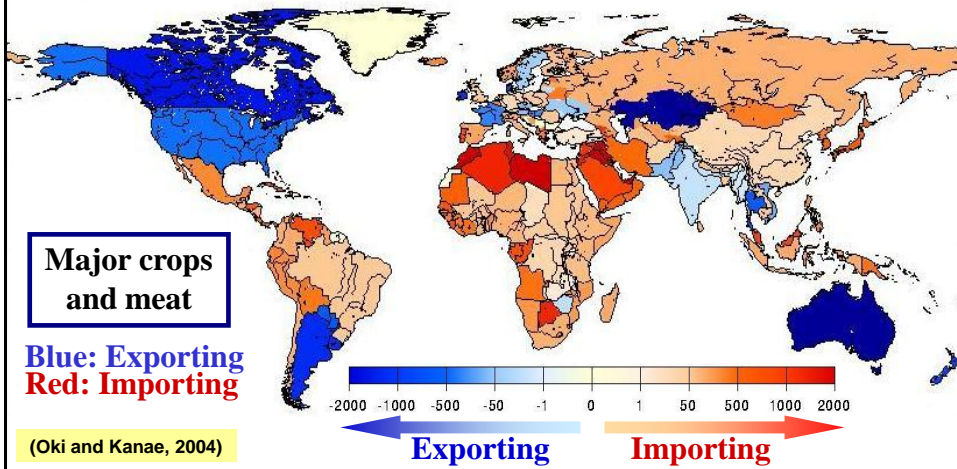 Major crops
and meat
Blue: Exporting
Red: Importing
(Oki and Kanae, 2004)
-2000 -1000 -500 -50 -1 0 1 50 500 1000 2000
Exporting Importing